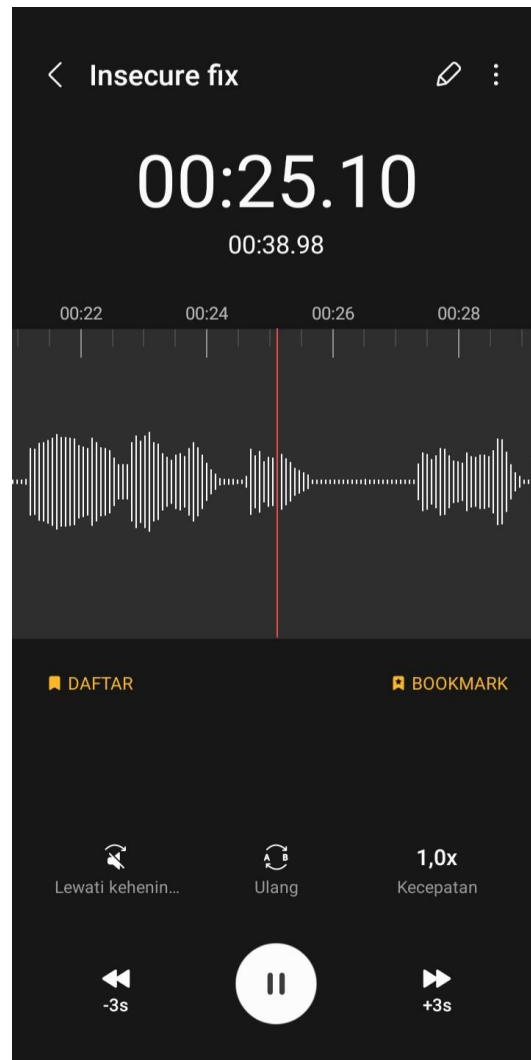 Insecure fix
00:25.10
00:38.98
00:22 00:24 00:26 00:28
DAFTAR BOOKMARK
A B 1,0x
Lewati kehenin... Ulang Kecepatan
-3s +3s